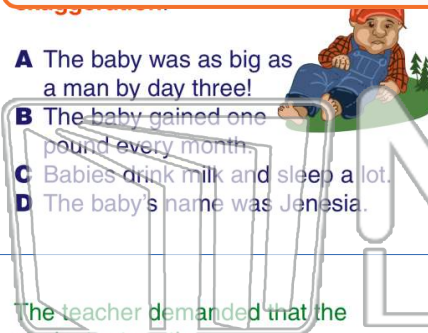 exaggeration?
A The baby was as big as
a man by day three!
B The baby gained one
pound every month.
C Babies drink milk and sleep a lot.
D The baby's name was Jenesia.
The teacher demanded that the